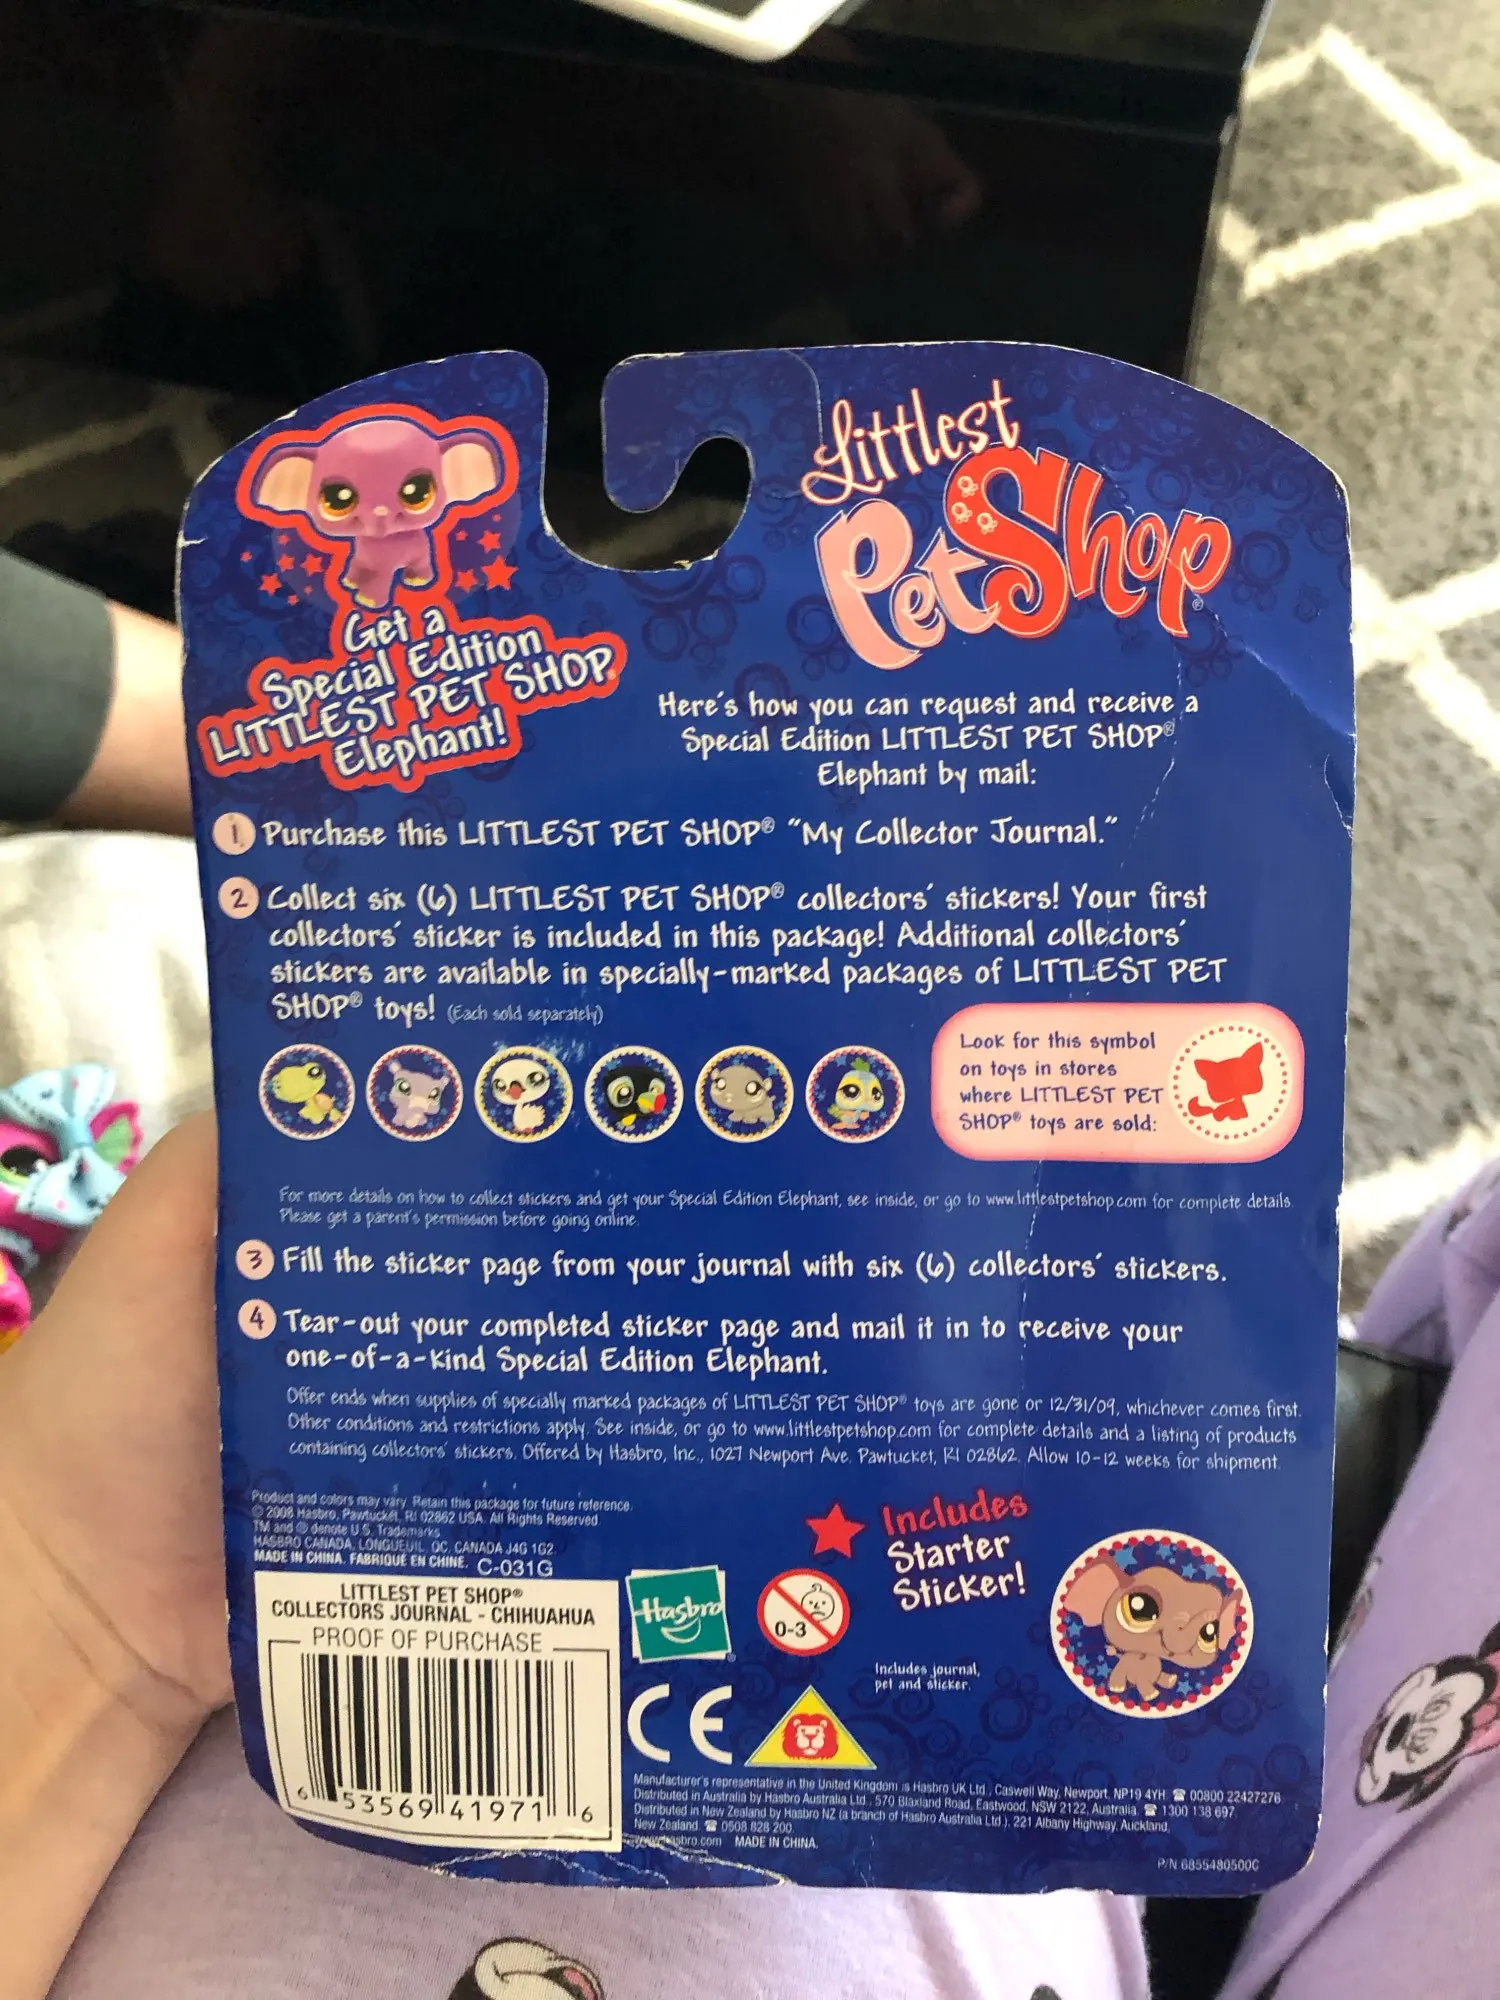 Get a
Special Edition
LITTLEST PET SHOP
Elephant!
Littlest
PetShop®
Here's how you can request and receive a
Special Edition LITTLEST PET SHOP®
Elephant by mail:
1. Purchase this LITTLEST PET SHOP® "My Collector Journal."
2 Collect six (6) LITTLEST PET SHOP® collectors' stickers! Your first
collectors' sticker is included in this package! Additional collectors'
stickers are available in specially-marked packages of LITTLEST PET
SHOP® toys! (Each sold separately)
Look for this symbol
on toys in stores
where LITTLEST PET
SHOP® toys are sold:
For more details on how to collect stickers and get your Special Edition Elephant, see inside, or go to www.littlestpetshop.com for complete details.
Please get a parent's permission before going online.
3 Fill the sticker page from your journal with six (6) collectors' stickers.
4 Tear-out your completed sticker page and mail it in to receive your
one-of-a-kind Special Edition Elephant.
Offer ends when supplies of specially marked packages of LITTLEST PET SHOP® toys are gone or 12/31/09, whichever comes first.
Other conditions and restrictions apply. See inside, or go to www.littlestpetshop.com for complete details and a listing of products
containing collectors' stickers. Offered by Hasbro, Inc., 1027 Newport Ave. Pawtucket, RI 02862. Allow 10-12 weeks for shipment.
Product and colors may vary. Retain this package for future reference.
© 2008 Hasbro, Pawtucket, RI 02862 USA. All Rights Reserved.
TM and ® denote U.S. Trademarks.
HASBRO CANADA, LONGUEUIL, QC, CANADA J4G 1G2.
MADE IN CHINA. FABRIQUÉ EN CHINE. C-031G
LITTLEST PET SHOP®
COLLECTORS JOURNAL - CHIHUAHUA
PROOF OF PURCHASE
6 53569 41971 6
Hasbro
0-3
CE
Includes
Starter
Sticker!
Includes journal,
pet and sticker.
Manufacturer's representative in the United Kingdom is Hasbro UK Ltd., Caswell Way, Newport, NP19 4YH. ☎ 00800 22427276
Distributed in Australia by Hasbro Australia Ltd., 570 Blaxland Road, Eastwood, NSW 2122, Australia. ☎ 1300 138 697.
Distributed in New Zealand by Hasbro NZ (a branch of Hasbro Australia Ltd.), 221 Albany Highway, Auckland,
New Zealand. ☎ 0508 828 200.
MADE IN CHINA.
P/N 6855480500C